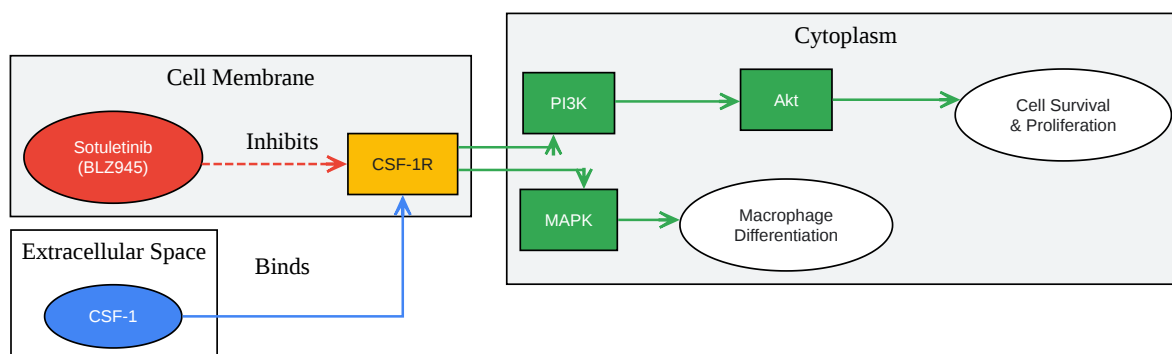 Cytoplasm
Cell Membrane
PI3K
Akt
Cell Survival
& Proliferation
Sotuletinib
(BLZ945)
Inhibits
CSF-1R
MAPK
Macrophage
Differentiation
Extracellular Space
Binds
CSF-1